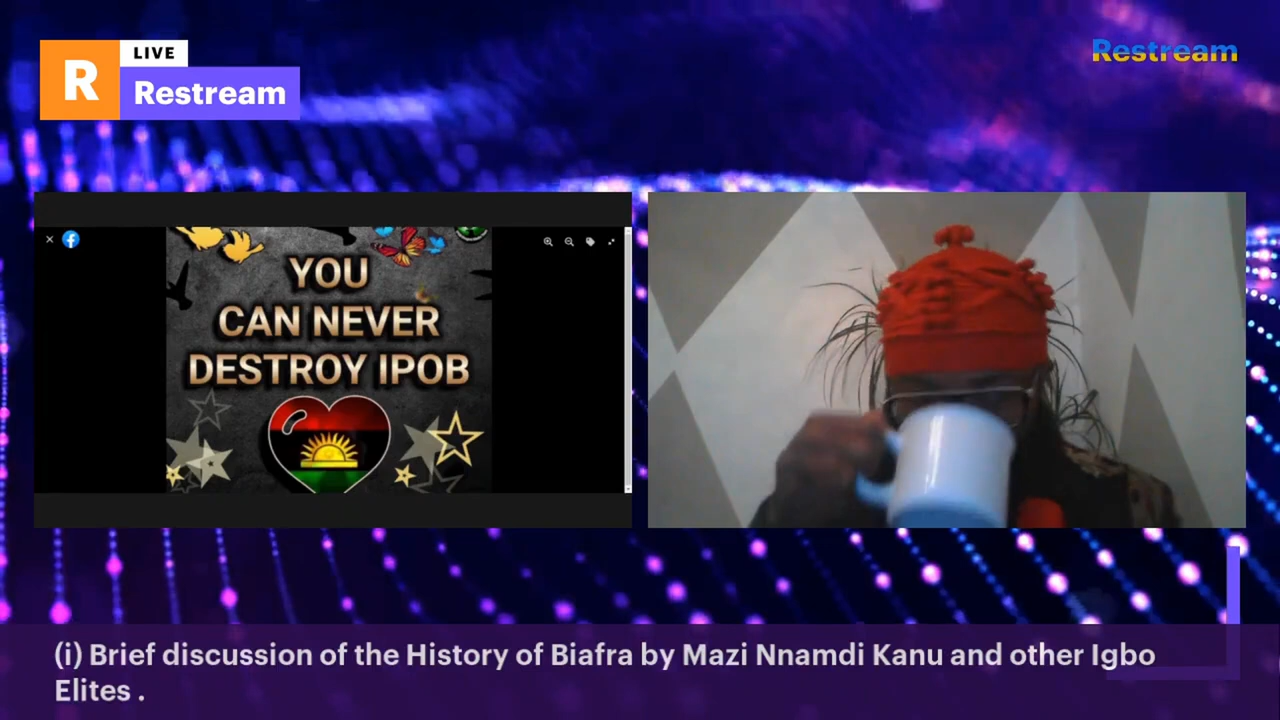 R
LIVE
Restream
Restream
YOU
CAN NEVER
DESTROY IPOB
(i) Brief discussion of the History of Biafra by Mazi Nnamdi Kanu and other Igbo
Elites .